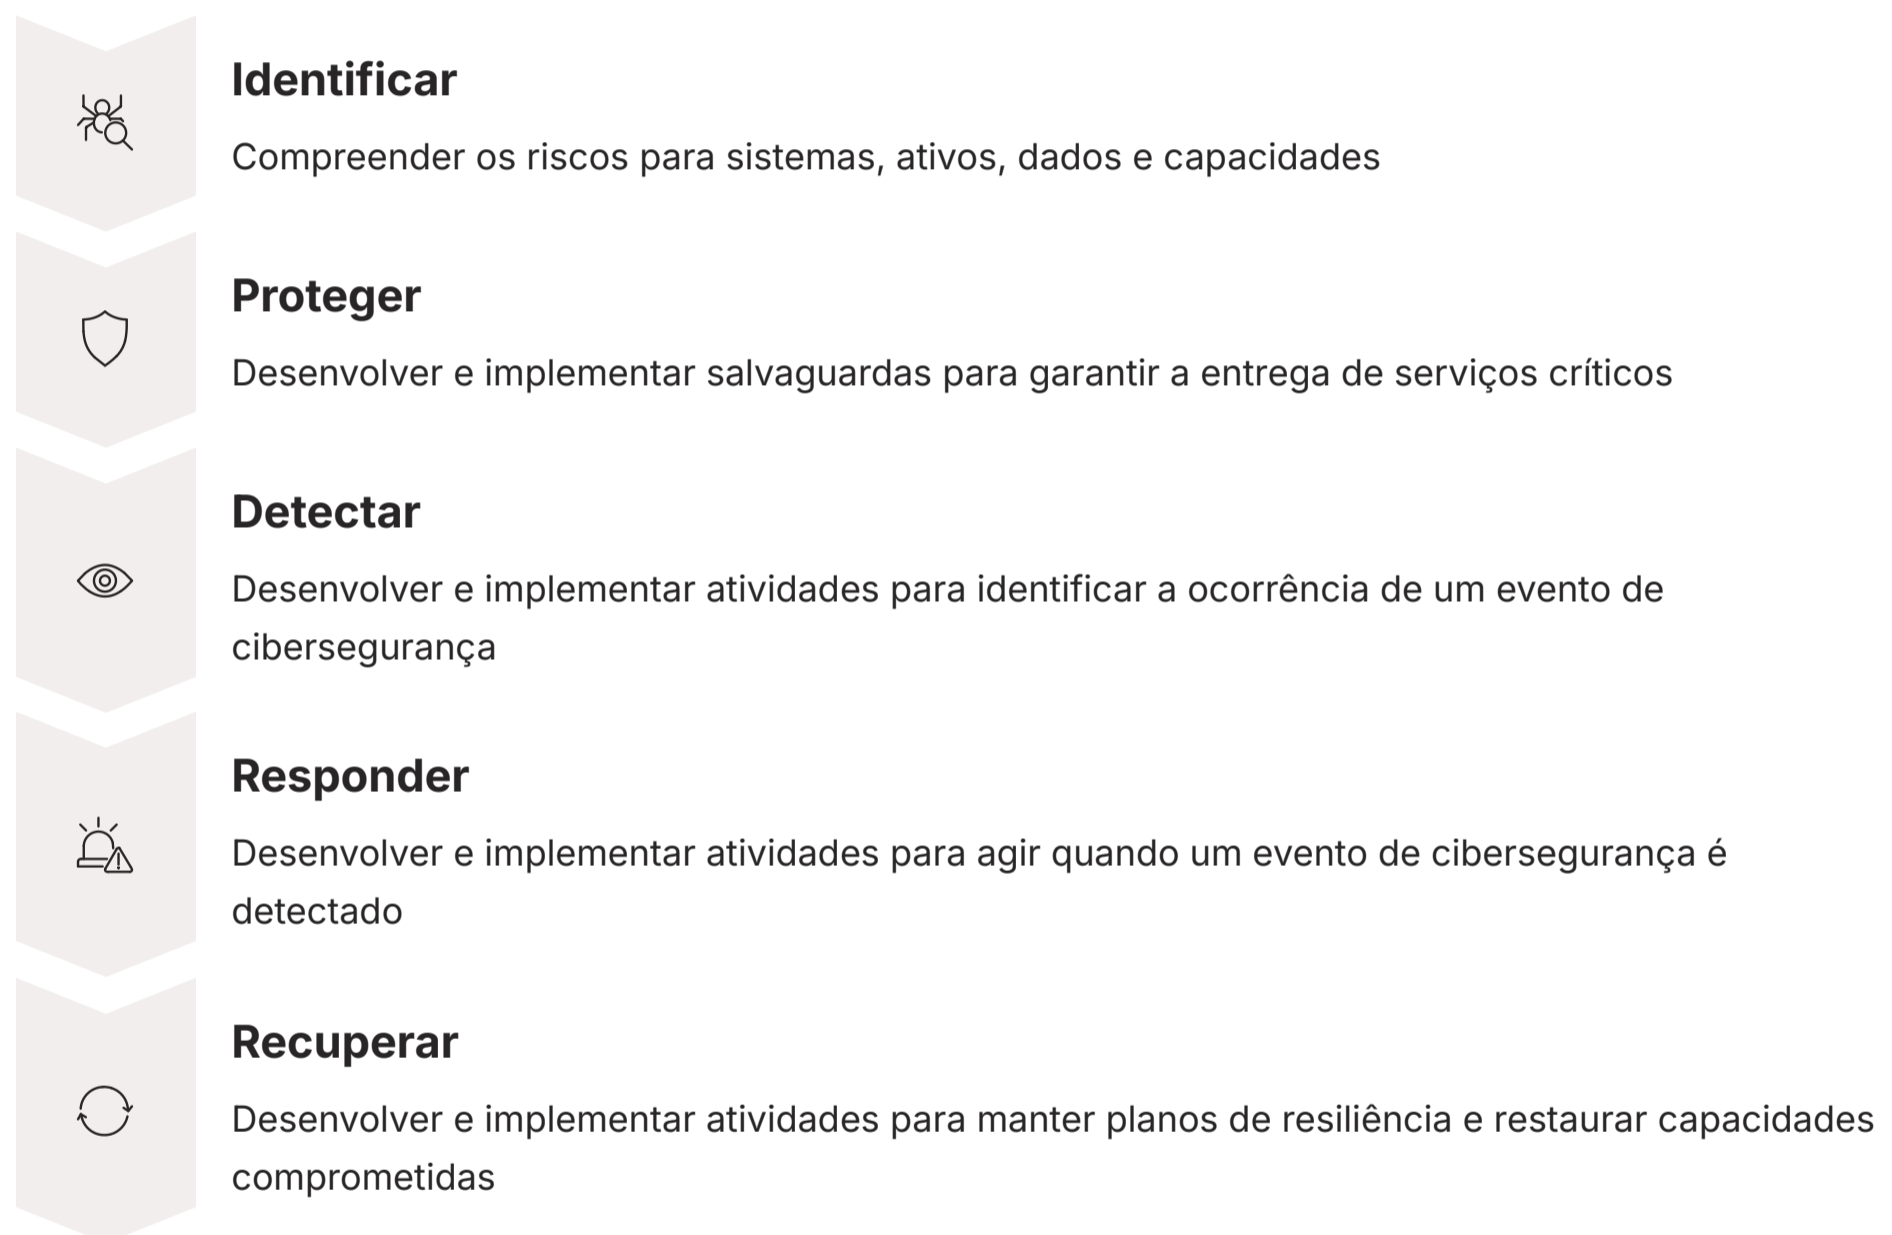 Identificar
Compreender os riscos para sistemas, ativos, dados e capacidades
Proteger
Desenvolver e implementar salvaguardas para garantir a entrega de serviços críticos
Detectar
Desenvolver e implementar atividades para identificar a ocorrência de um evento de
cibersegurança
Responder
Desenvolver e implementar atividades para agir quando um evento de cibersegurança é
detectado
Recuperar
Desenvolver e implementar atividades para manter planos de resiliência e restaurar capacidades
comprometidas